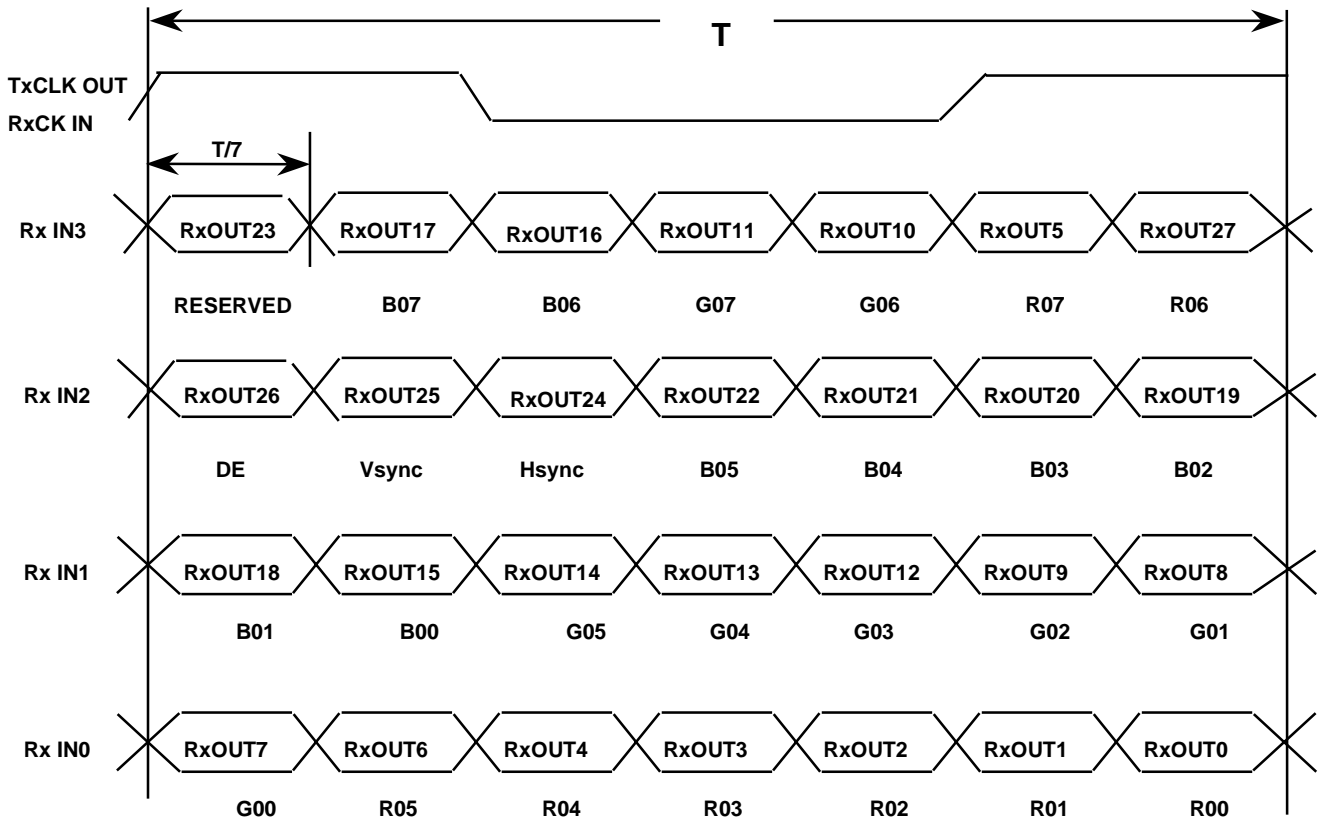 T
TxCLK OUT
RxCK IN
T/7
Rx IN3 RxOUT23 RxOUT17 RxOUT16 RxOUT11 RxOUT10 RxOUT5 RxOUT27
RESERVED B07 B06 G07 G06 R07 R06
Rx IN2 RxOUT26 RxOUT25 RxOUT24 RxOUT22 RxOUT21 RxOUT20 RxOUT19
DE Vsync Hsync B05 B04 B03 B02
Rx IN1 RxOUT18 RxOUT15 RxOUT14 RxOUT13 RxOUT12 RxOUT9 RxOUT8
B01 B00 G05 G04 G03 G02 G01
Rx IN0 RxOUT7 RxOUT6 RxOUT4 RxOUT3 RxOUT2 RxOUT1 RxOUT0
G00 R05 R04 R03 R02 R01 R00